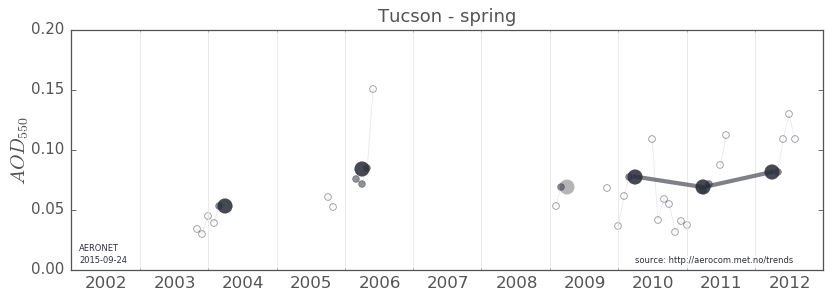 Tucson - spring
0.20
0.15
0.10
0.05
0.00
AOD550
AERONET
2015-09-24
source: http://aerocom.met.no/trends
2002 2003 2004 2005 2006 2007 2008 2009 2010 2011 2012